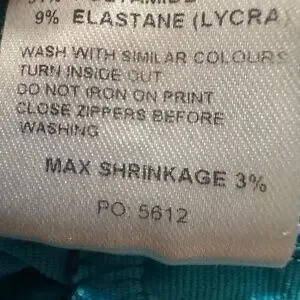 9% ELASTANE (LYCRA)
WASH WITH SIMILAR COLOURS
TURN INSIDE OUT
DO NOT IRON ON PRINT
CLOSE ZIPPERS BEFORE
WASHING
MAX SHRINKAGE 3%
PO: 5612